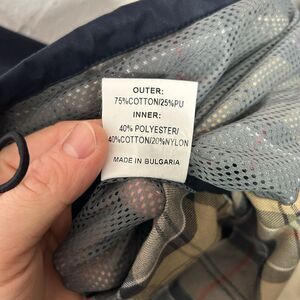 OUTER:
75%COTTON/25%PU
INNER:
40% POLYESTER/
40%COTTON/20%NYLON
MADE IN BULGARIA